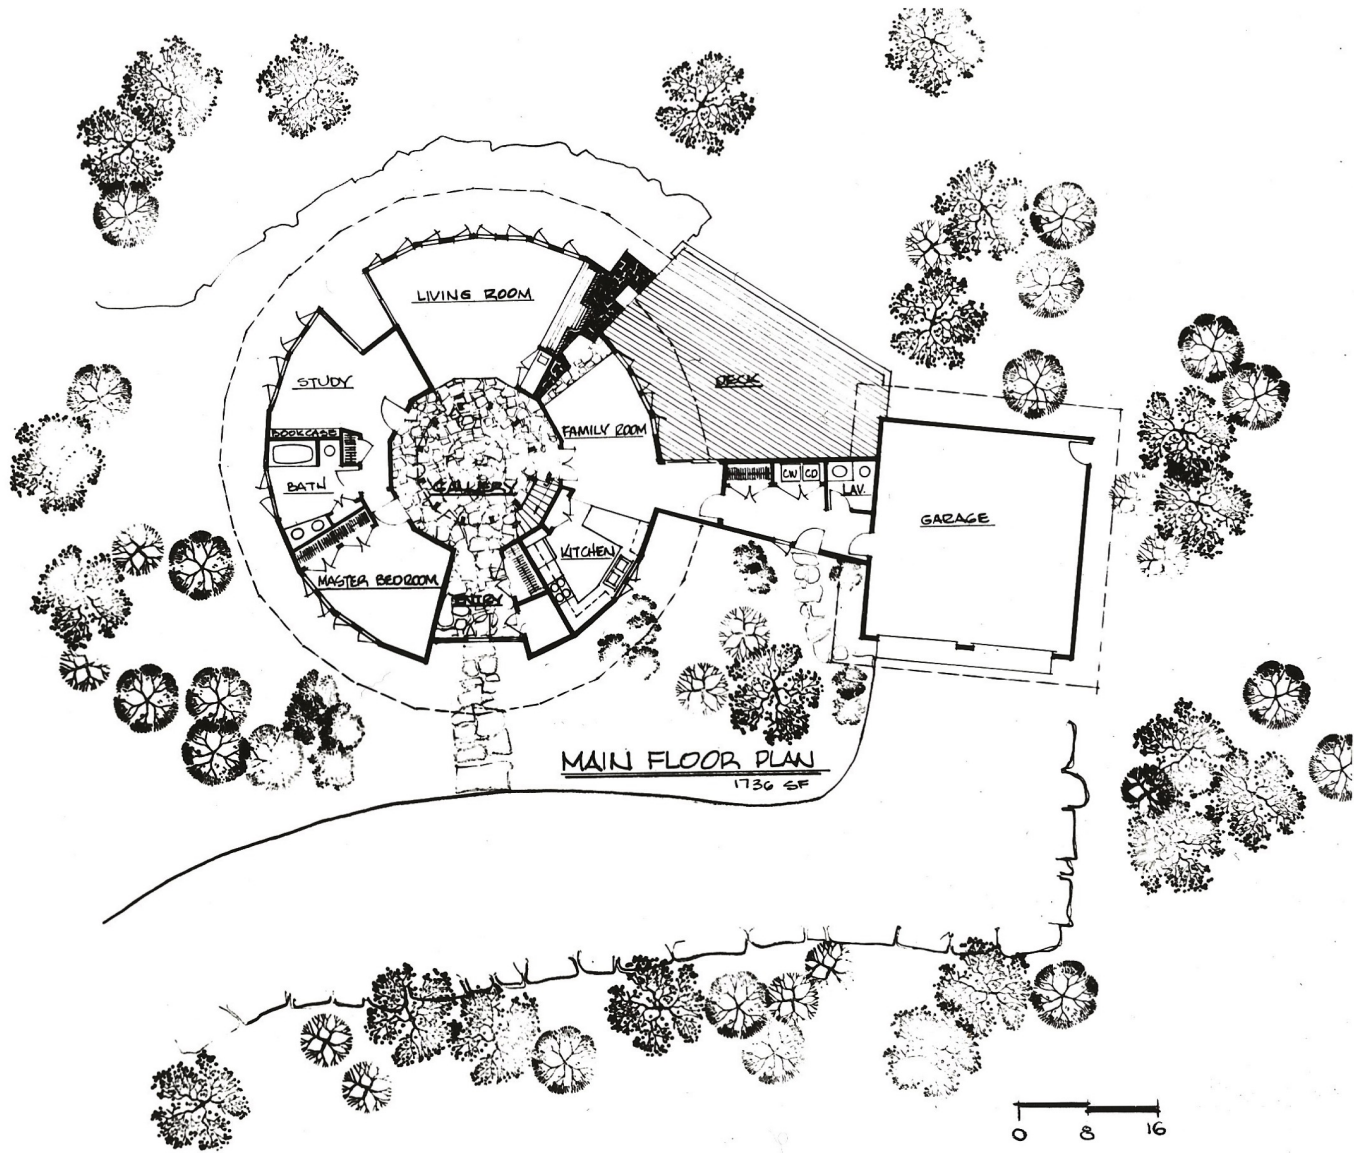 LIVING ROOM
STUDY
DECK
BOOKCASE
FAMILY ROOM
BATH
GALLERY
CW CD
LAV.
GARAGE
KITCHEN
MASTER BEDROOM
ENTRY
MAIN FLOOR PLAN
1736 SF
0 8 16